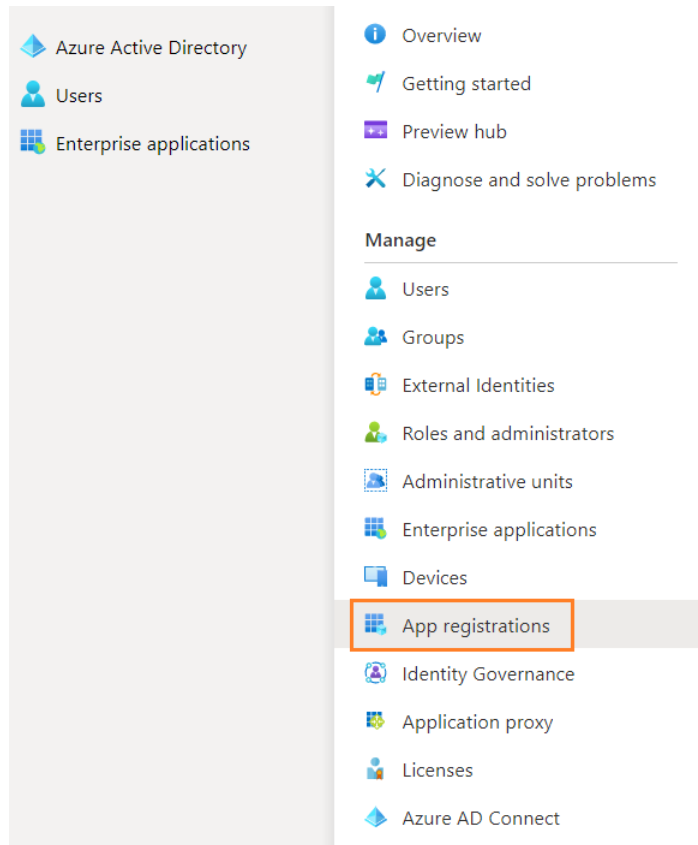 Azure Active Directory
Users
Enterprise applications
Overview
Getting started
Preview hub
Diagnose and solve problems
Manage
Users
Groups
External Identities
Roles and administrators
Administrative units
Enterprise applications
Devices
App registrations
Identity Governance
Application proxy
Licenses
Azure AD Connect